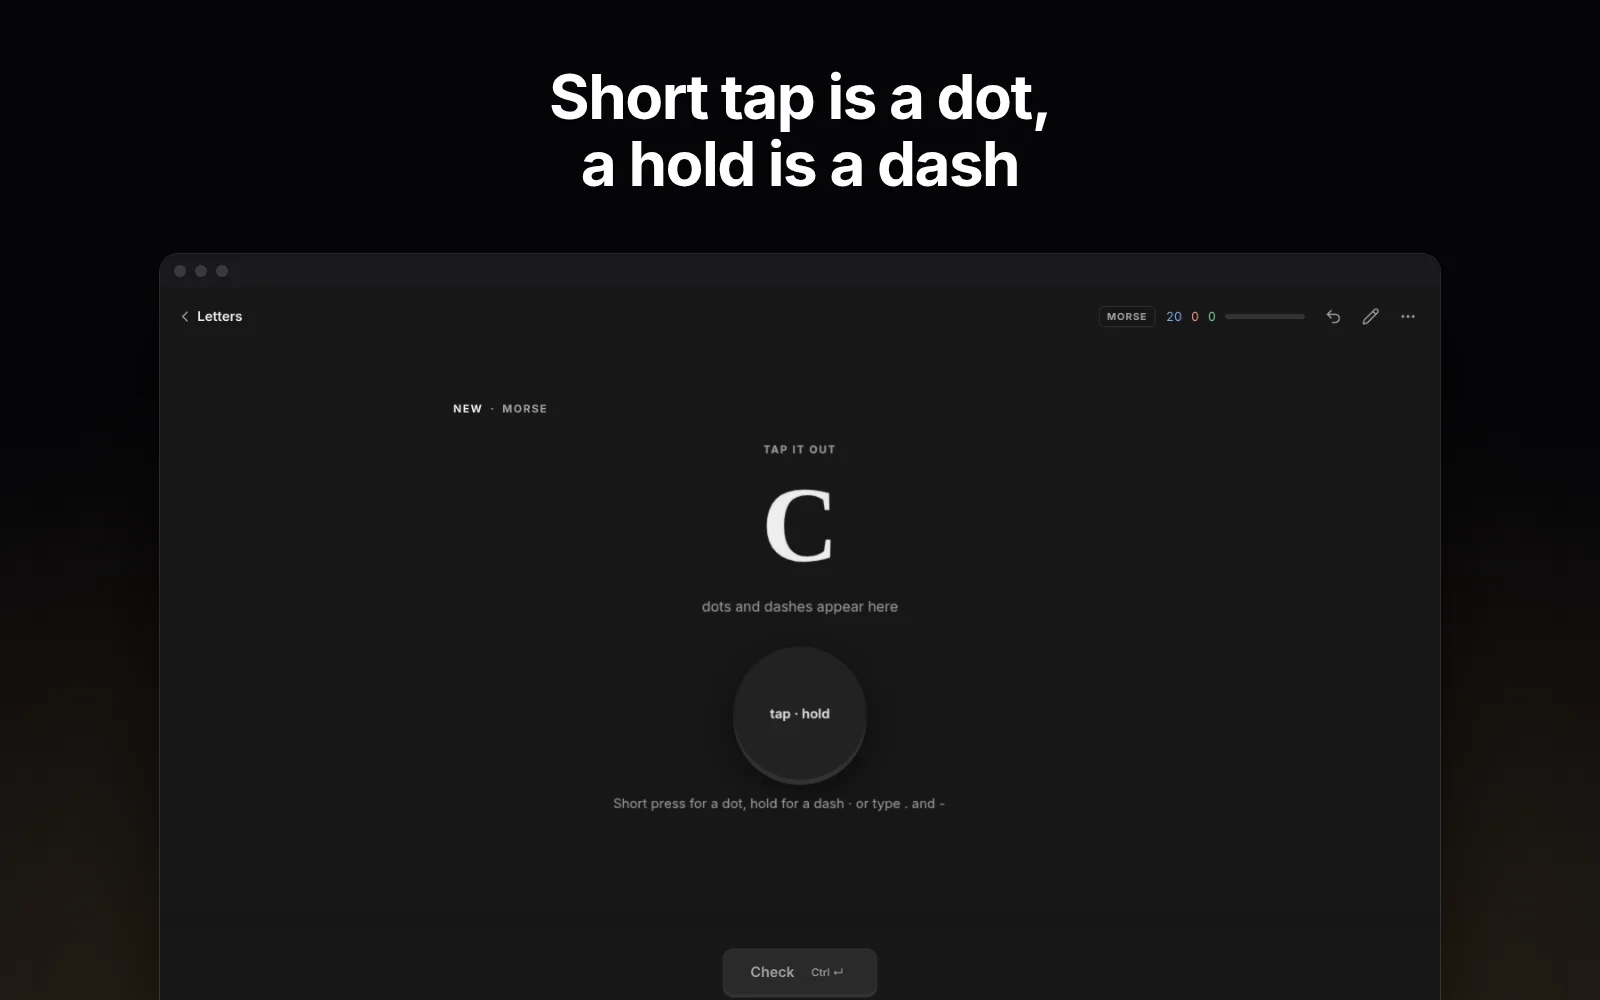 Short tap is a dot,
a hold is a dash
Letters
MORSE 20 0 0
NEW · MORSE
TAP IT OUT
C
dots and dashes appear here
tap · hold
Short press for a dot, hold for a dash · or type . and -
Check Ctrl ↵